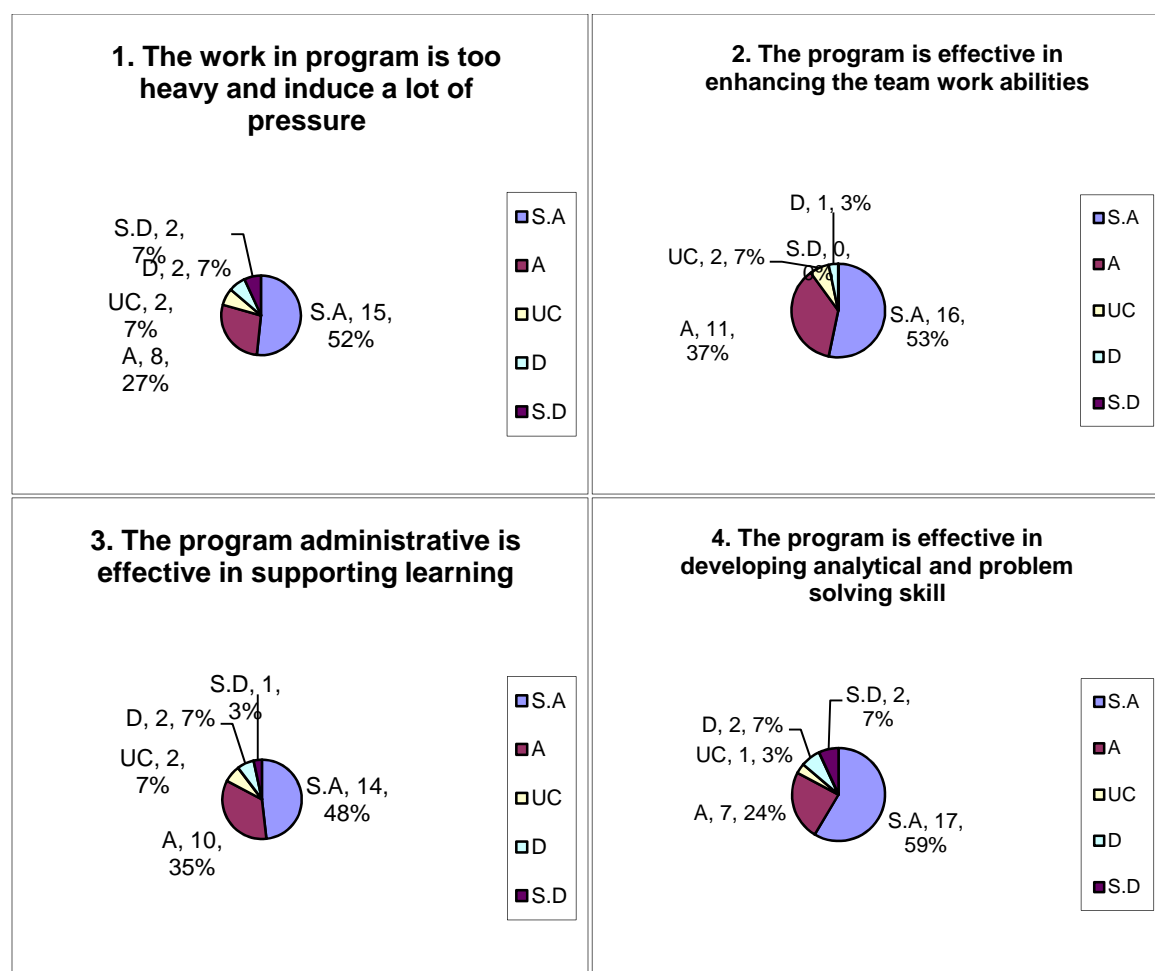 1. The work in program is too
heavy and induce a lot of
pressure
S.D, 2,
7%
D, 2, 7%
UC, 2,
7%
A, 8,
27%
S.A, 15,
52%
S.A
A
UC
D
S.D
2. The program is effective in
enhancing the team work abilities
D, 1, 3%
UC, 2, 7%
S.D, 0,
0%
A, 11,
37%
S.A, 16,
53%
S.A
A
UC
D
S.D
3. The program administrative is
effective in supporting learning
S.D, 1,
3%
D, 2, 7%
UC, 2,
7%
A, 10,
35%
S.A, 14,
48%
S.A
A
UC
D
S.D
4. The program is effective in
developing analytical and problem
solving skill
S.D, 2,
7%
D, 2, 7%
UC, 1, 3%
A, 7, 24%
S.A, 17,
59%
S.A
A
UC
D
S.D